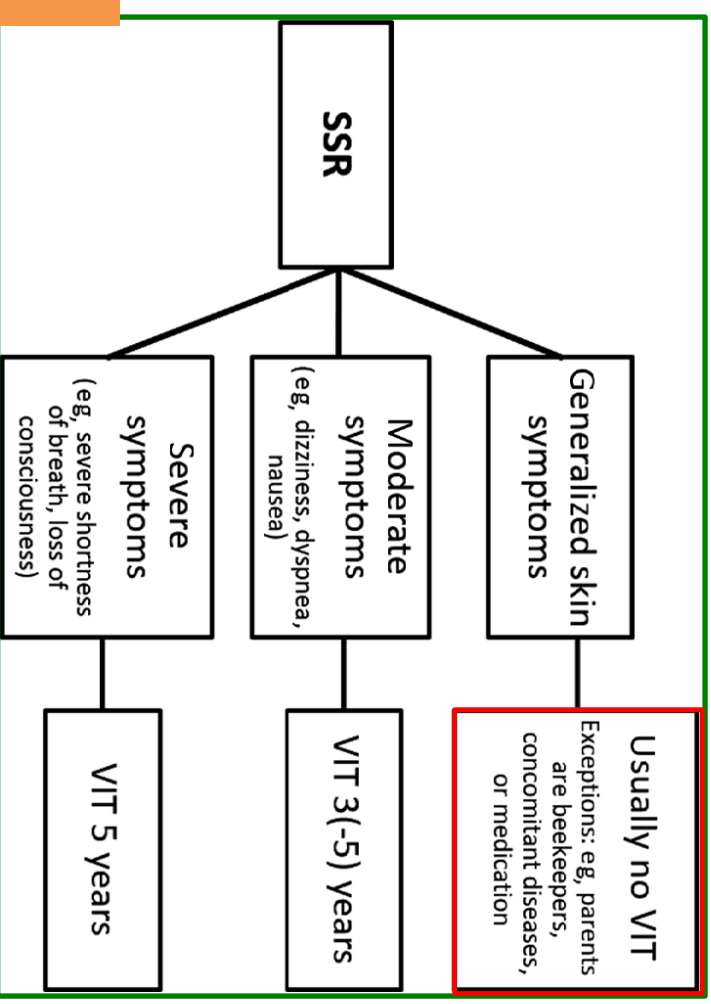 SSR
Generalized skin
symptoms
Usually no VIT
Exceptions: eg, parents
are beekeepers,
concomitant diseases,
or medication
Moderate
symptoms
(eg, dizziness, dyspnea,
nausea)
VIT 3(-5) years
Severe
symptoms
(eg, severe shortness
of breath, loss of
consciousness)
VIT 5 years